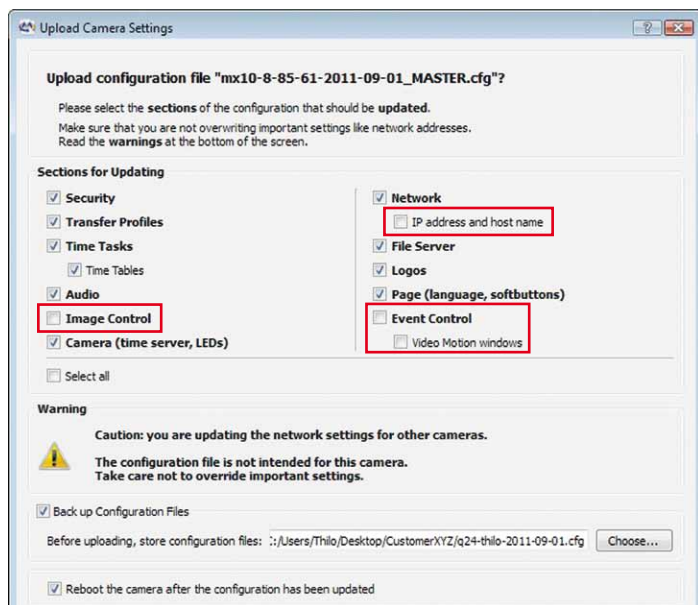 Upload Camera Settings
Upload configuration file "mx10-8-85-61-2011-09-01_MASTER.cfg"?
Please select the sections of the configuration that should be updated.
Make sure that you are not overwriting important settings like network addresses.
Read the warnings at the bottom of the screen.
Sections for Updating
Security
Transfer Profiles
Time Tasks
Time Tables
Audio
Image Control
Camera (time server, LEDs)
Network
IP address and host name
File Server
Logos
Page (language, softbuttons)
Event Control
Video Motion windows
Select all
Warning
Caution: you are updating the network settings for other cameras.
The configuration file is not intended for this camera.
Take care not to override important settings.
Back up Configuration Files
Before uploading, store configuration files: :/Users/Thilo/Desktop/CustomerXYZ/q24-thilo-2011-09-01.cfg Choose...
Reboot the camera after the configuration has been updated